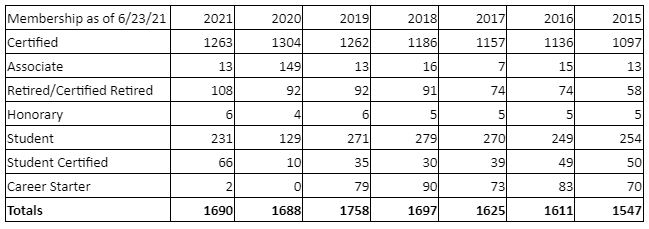 Membership as of 6/23/21 2021 2020 2019 2018 2017 2016 2015
Certified 1263 1304 1262 1186 1157 1136 1097
Associate 13 149 13 16 7 15 13
Retired/Certified Retired 108 92 92 91 74 74 58
Honorary 6 4 6 5 5 5 5
Student 231 129 271 279 270 249 254
Student Certified 66 10 35 30 39 49 50
Career Starter 2 0 79 90 73 83 70
Totals 1690 1688 1758 1697 1625 1611 1547